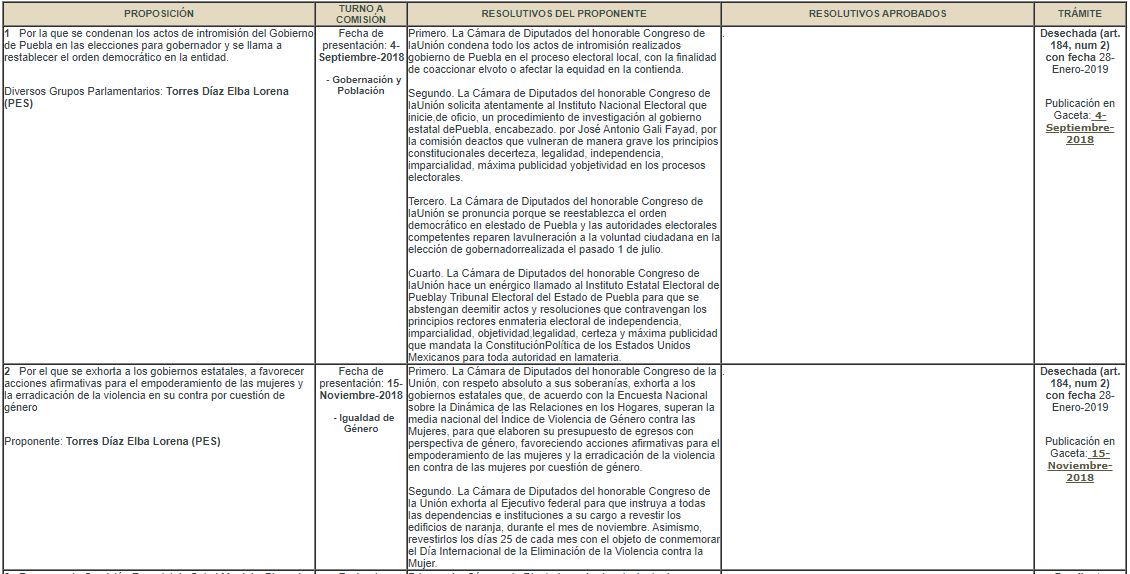 PROPOSICIÓN
TURNO A
COMISIÓN
RESOLUTIVOS DEL PROPONENTE
RESOLUTIVOS APROBADOS
TRÁMITE
1 Por la que se condenan los actos de intromisión del Gobierno
de Puebla en las elecciones para gobernador y se llama a
restablecer el orden democrático en la entidad.
Diversos Grupos Parlamentarios: Torres Díaz Elba Lorena
(PES)
Fecha de
presentación: 4-
Septiembre-2018
- Gobernación y
Población
Primero. La Cámara de Diputados del honorable Congreso de
laUnión condena todo los actos de intromisión realizados
gobierno de Puebla en el proceso electoral local, con la finalidad
de coaccionar elvoto o afectar la equidad en la contienda.
Segundo. La Cámara de Diputados del honorable Congreso de
laUnión solicita atentamente al Instituto Nacional Electoral que
inicie,de oficio, un procedimiento de investigación al gobierno
estatal dePuebla, encabezado. por José Antonio Gali Fayad, por
la comisión deactos que vulneran de manera grave los principios
constitucionales decerteza, legalidad, independencia,
imparcialidad, máxima publicidad yobjetividad en los procesos
electorales.
Tercero. La Cámara de Diputados del honorable Congreso de
laUnión se pronuncia porque se reestablezca el orden
democrático en elestado de Puebla y las autoridades electorales
competentes reparen lavulneración a la voluntad ciudadana en la
elección de gobernadorrealizada el pasado 1 de julio.
Cuarto. La Cámara de Diputados del honorable Congreso de
laUnión hace un enérgico llamado al Instituto Estatal Electoral de
Pueblay Tribunal Electoral del Estado de Puebla para que se
abstengan deemitir actos y resoluciones que contravengan los
principios rectores enmateria electoral de independencia,
imparcialidad, objetividad,legalidad, certeza y máxima publicidad
que mandata la ConstituciónPolítica de los Estados Unidos
Mexicanos para toda autoridad en lamateria.
.
Desechada (art.
184, num 2)
con fecha 28-
Enero-2019
Publicación en
Gaceta: 4-
Septiembre-
2018
2 Por el que se exhorta a los gobiernos estatales, a favorecer
acciones afirmativas para el empoderamiento de las mujeres y
la erradicación de la violencia en su contra por cuestión de
género
Proponente: Torres Díaz Elba Lorena (PES)
Fecha de
presentación: 15-
Noviembre-2018
- Igualdad de
Género
Primero. La Cámara de Diputados del honorable Congreso de la
Unión, con respeto absoluto a sus soberanías, exhorta a los
gobiernos estatales que, de acuerdo con la Encuesta Nacional
sobre la Dinámica de las Relaciones en los Hogares, superan la
media nacional del Índice de Violencia de Género contra las
Mujeres, para que elaboren su presupuesto de egresos con
perspectiva de género, favoreciendo acciones afirmativas para el
empoderamiento de las mujeres y la erradicación de la violencia
en contra de las mujeres por cuestión de género.
Segundo. La Cámara de Diputados del honorable Congreso de
la Unión exhorta al Ejecutivo federal para que instruya a todas
las dependencias e instituciones a su cargo a revestir los
edificios de naranja, durante el mes de noviembre. Asimismo,
revestirlos los días 25 de cada mes con el objeto de conmemorar
el Día Internacional de la Eliminación de la Violencia contra la
Mujer.
.
Desechada (art.
184, num 2)
con fecha 28-
Enero-2019
Publicación en
Gaceta: 15-
Noviembre-
2018